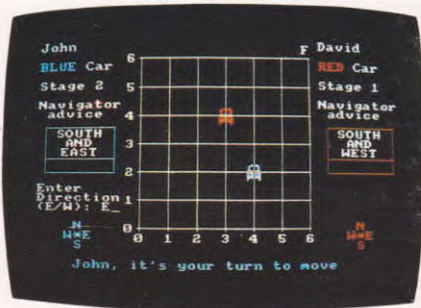 John
BLUE Car
Stage 2
Navigator
advice
SOUTH
AND
EAST
Enter
Direction
(E/W): E_
N
W*E
S
6
5
4
3
2
1
0
0 1 2 3 4 5 6
F
David
RED Car
Stage 1
Navigator
advice
SOUTH
AND
WEST
N
W*E
S
John, it's your turn to move